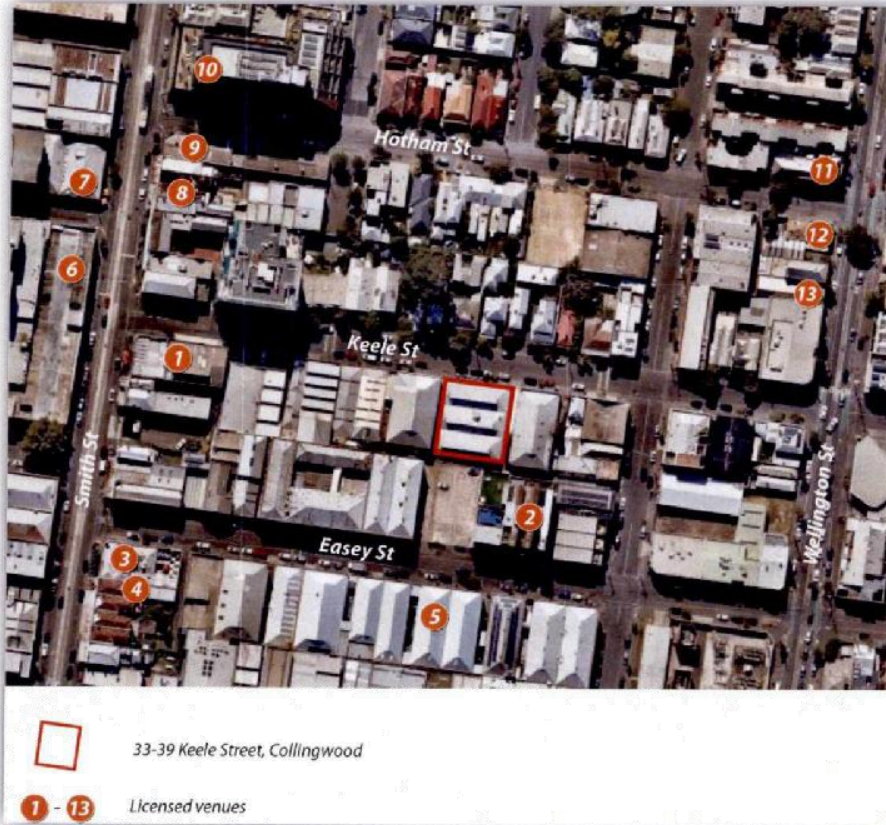 10
Hotham St
9
11
7
8
12
6
13
Keele St
1
Smith St
Wellington St
2
Easey St
3
4
5
33-39 Keele Street, Collingwood
1 - 13 Licensed venues